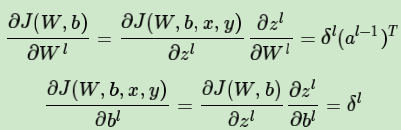 ∂J(W, b)/∂W^l = ∂J(W, b, x, y)/∂z^l ∂z^l/∂W^l = δ^l(a^{l−1})^T
∂J(W, b, x, y)/∂b^l = ∂J(W, b)/∂z^l ∂z^l/∂b^l = δ^l